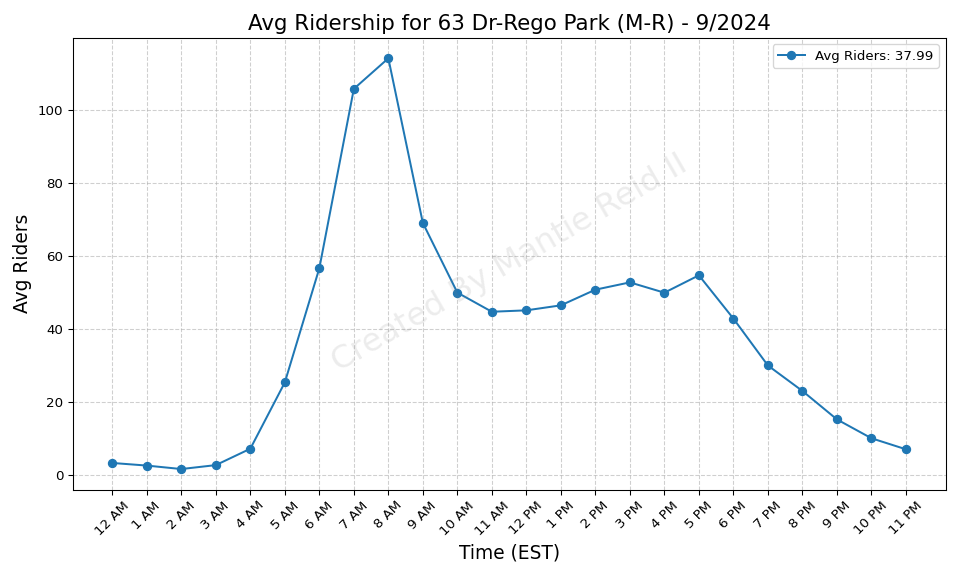 Avg Ridership for 63 Dr-Rego Park (M-R) - 9/2024
Avg Riders: 37.99
Created By Mantie Reid II
Avg Riders
100
80
60
40
20
0
12 AM
1 AM
2 AM
3 AM
4 AM
5 AM
6 AM
7 AM
8 AM
9 AM
10 AM
11 AM
12 PM
1 PM
2 PM
3 PM
4 PM
5 PM
6 PM
7 PM
8 PM
9 PM
10 PM
11 PM
Time (EST)